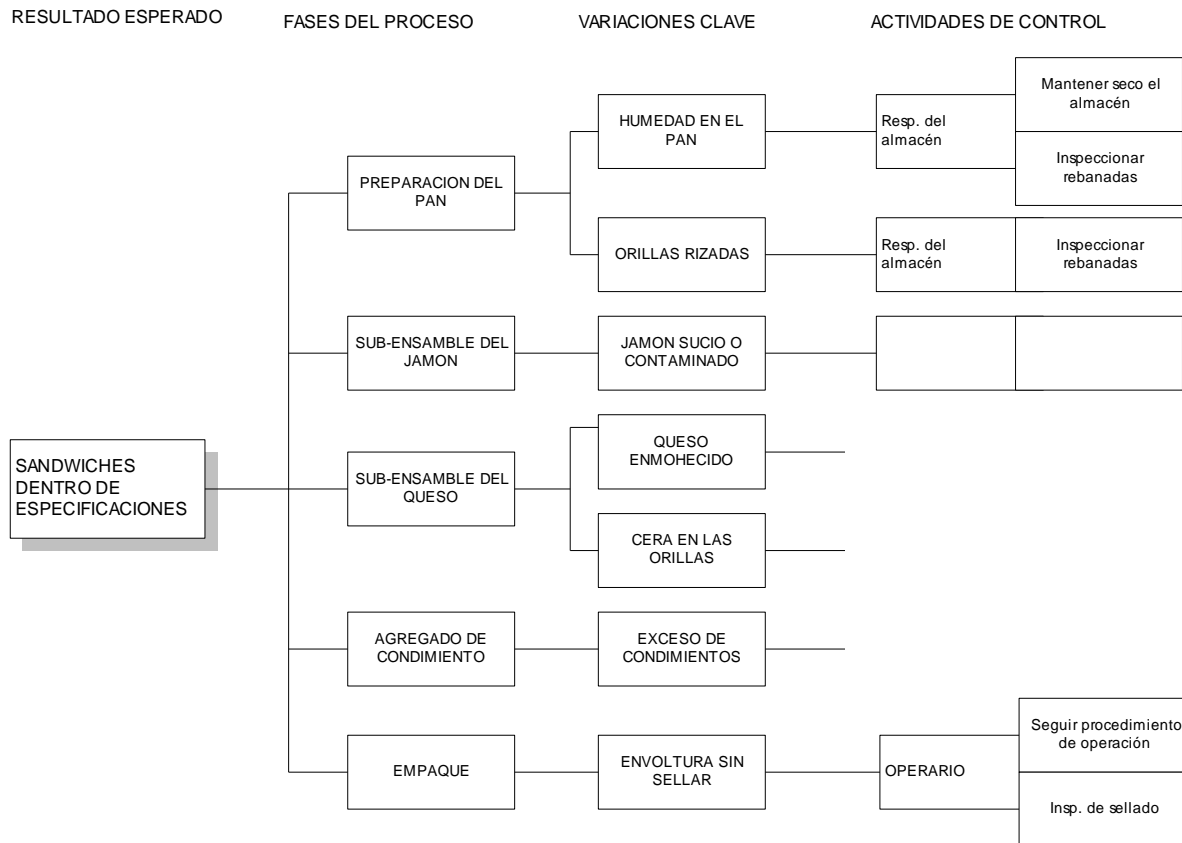 RESULTADO ESPERADO
FASES DEL PROCESO
VARIACIONES CLAVE
ACTIVIDADES DE CONTROL
SANDWICHES
DENTRO DE
ESPECIFICACIONES
PREPARACION DEL
PAN
HUMEDAD EN EL
PAN
Resp. del
almacén
Mantener seco el
almacén
Inspeccionar
rebanadas
ORILLAS RIZADAS
Resp. del
almacén
Inspeccionar
rebanadas
SUB-ENSAMBLE DEL
JAMON
JAMON SUCIO O
CONTAMINADO
SUB-ENSAMBLE DEL
QUESO
QUESO
ENMOHECIDO
CERA EN LAS
ORILLAS
AGREGADO DE
CONDIMIENTO
EXCESO DE
CONDIMENTOS
EMPAQUE
ENVOLTURA SIN
SELLAR
OPERARIO
Seguir procedimiento
de operación
Insp. de sellado